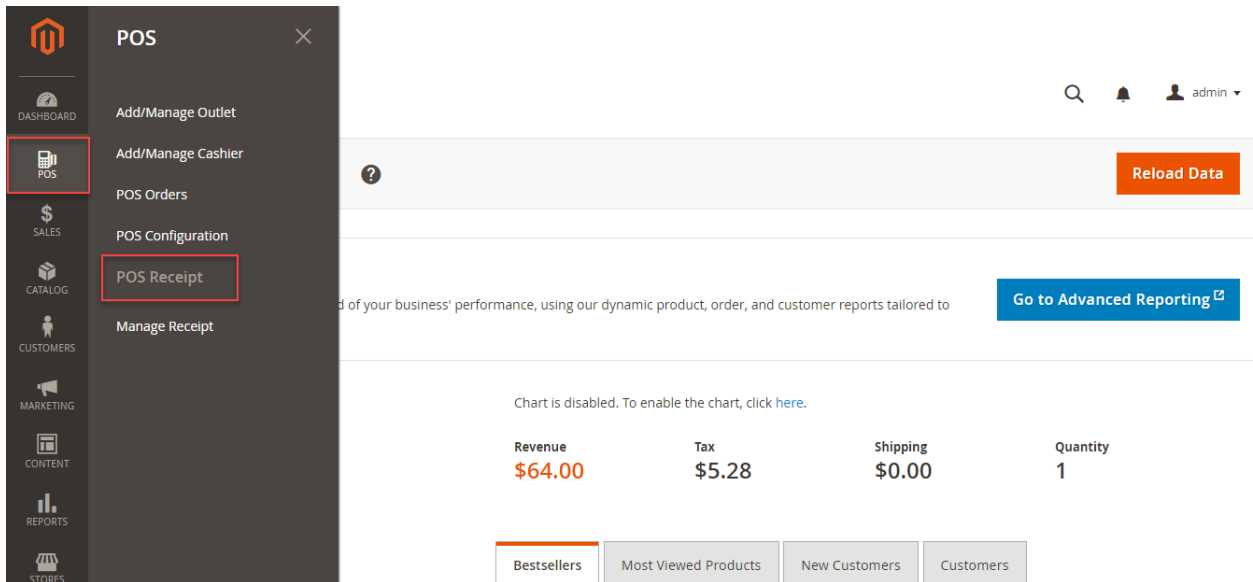 POS
DASHBOARD
POS
SALES
CATALOG
CUSTOMERS
MARKETING
CONTENT
REPORTS
STORES
Add/Manage Outlet
Add/Manage Cashier
POS Orders
POS Configuration
POS Receipt
Manage Receipt
admin
Reload Data
d of your business' performance, using our dynamic product, order, and customer reports tailored to
Go to Advanced Reporting
Chart is disabled. To enable the chart, click here.
Revenue Tax Shipping Quantity
$64.00 $5.28 $0.00 1
Bestsellers Most Viewed Products New Customers Customers